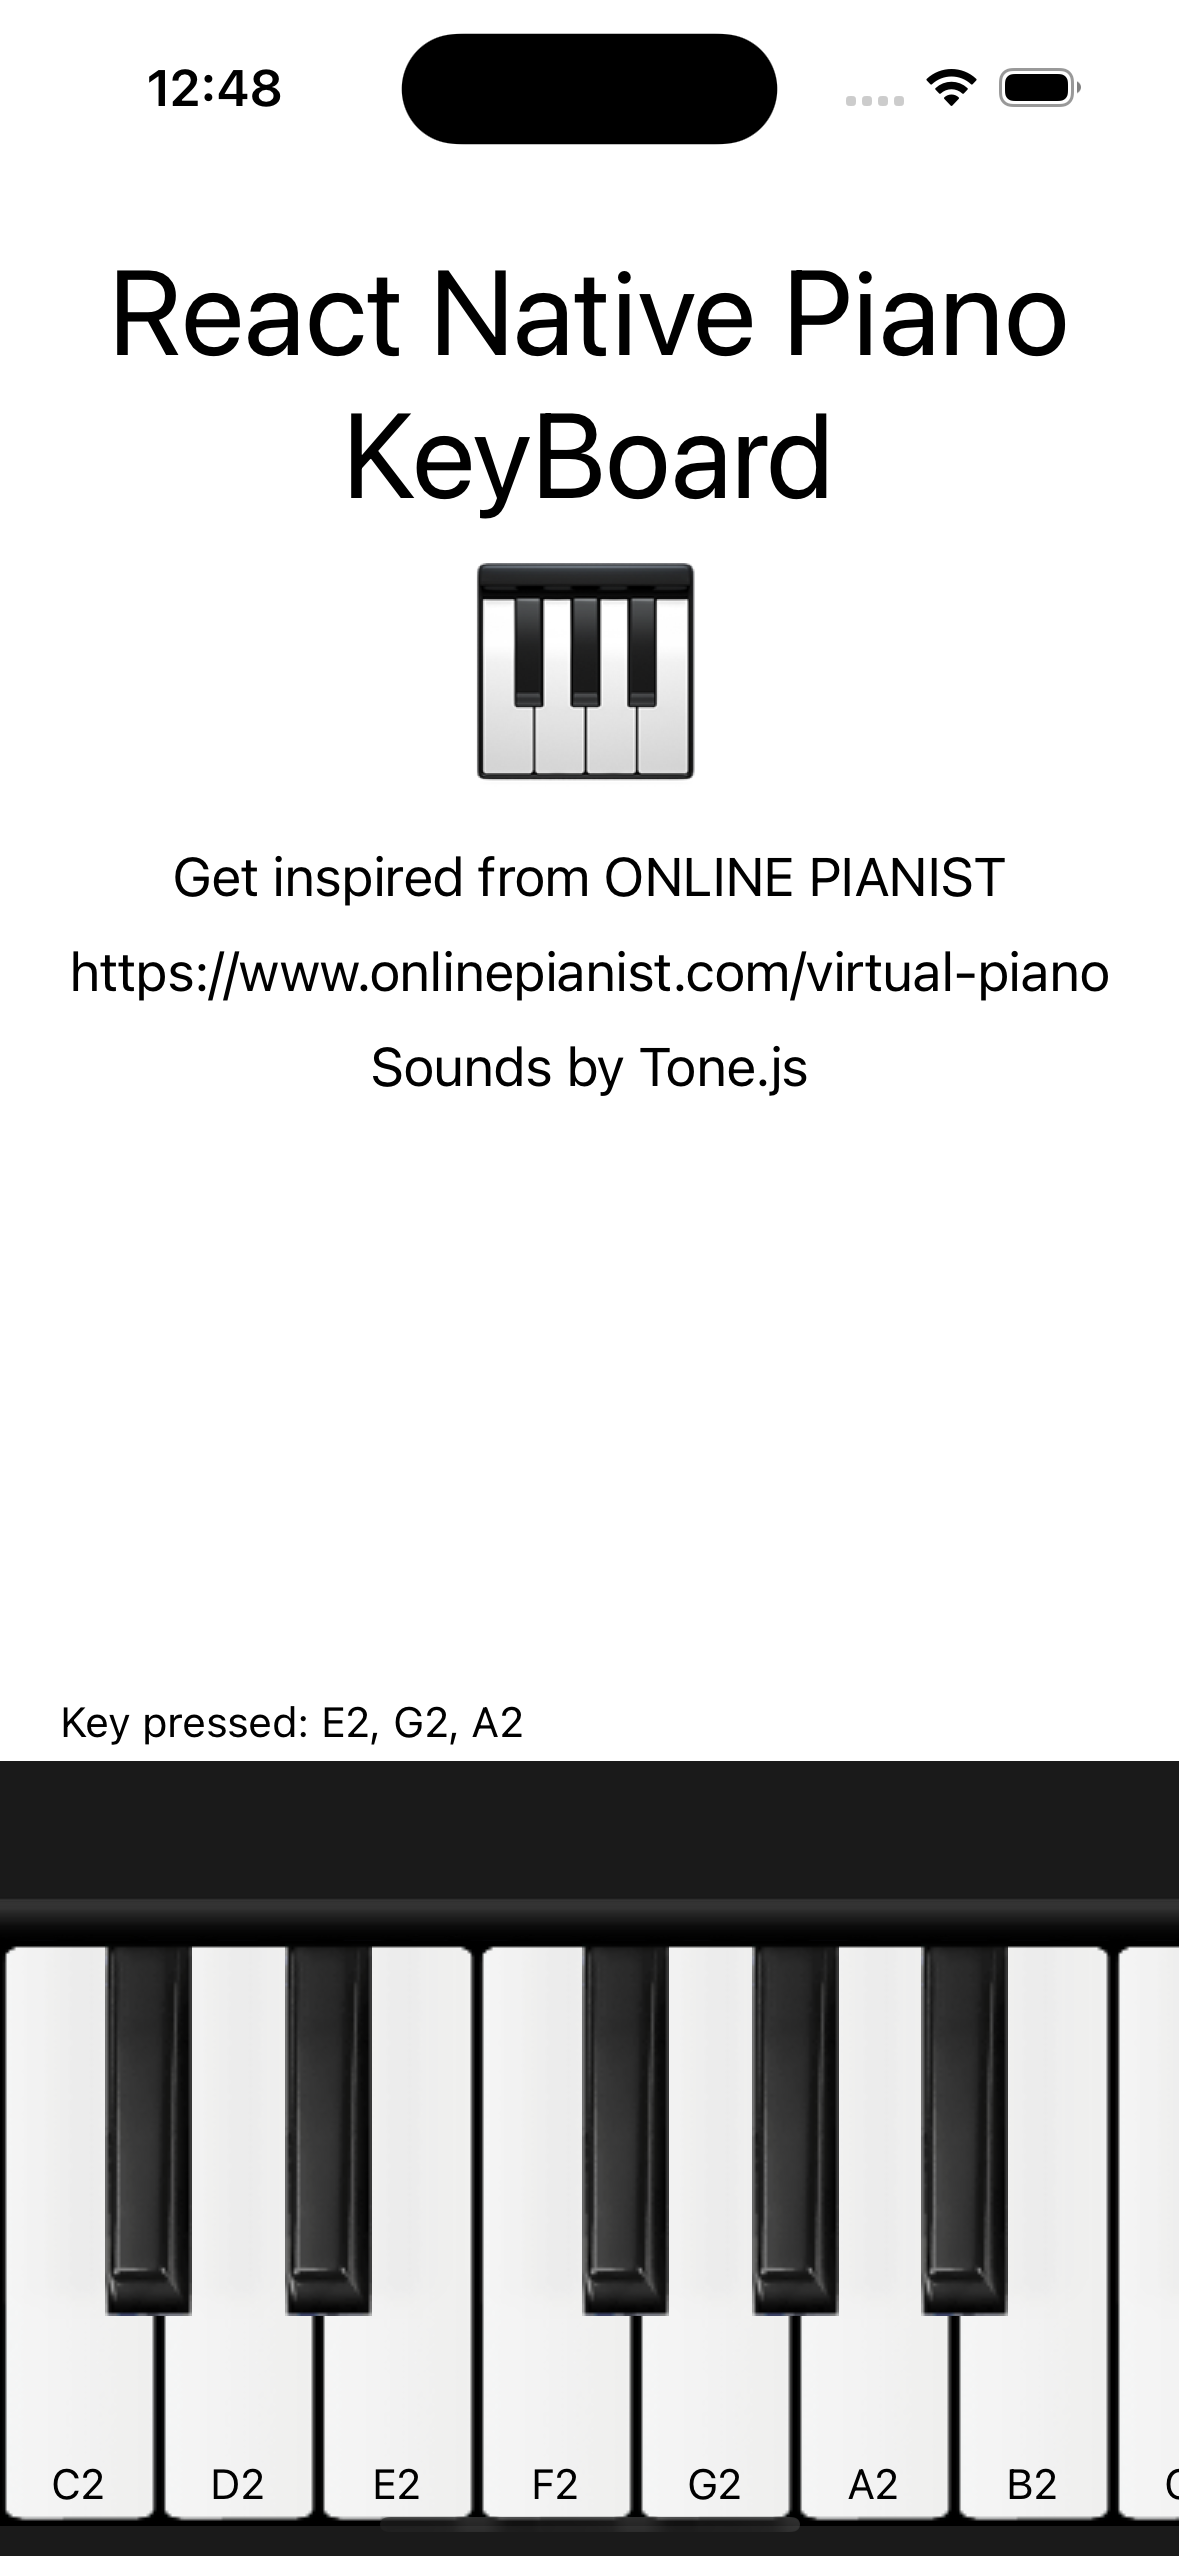 12:48
React Native Piano
KeyBoard
Get inspired from ONLINE PIANIST
https://www.onlinepianist.com/virtual-piano
Sounds by Tone.js
Key pressed: E2, G2, A2
C2 D2 E2 F2 G2 A2 B2